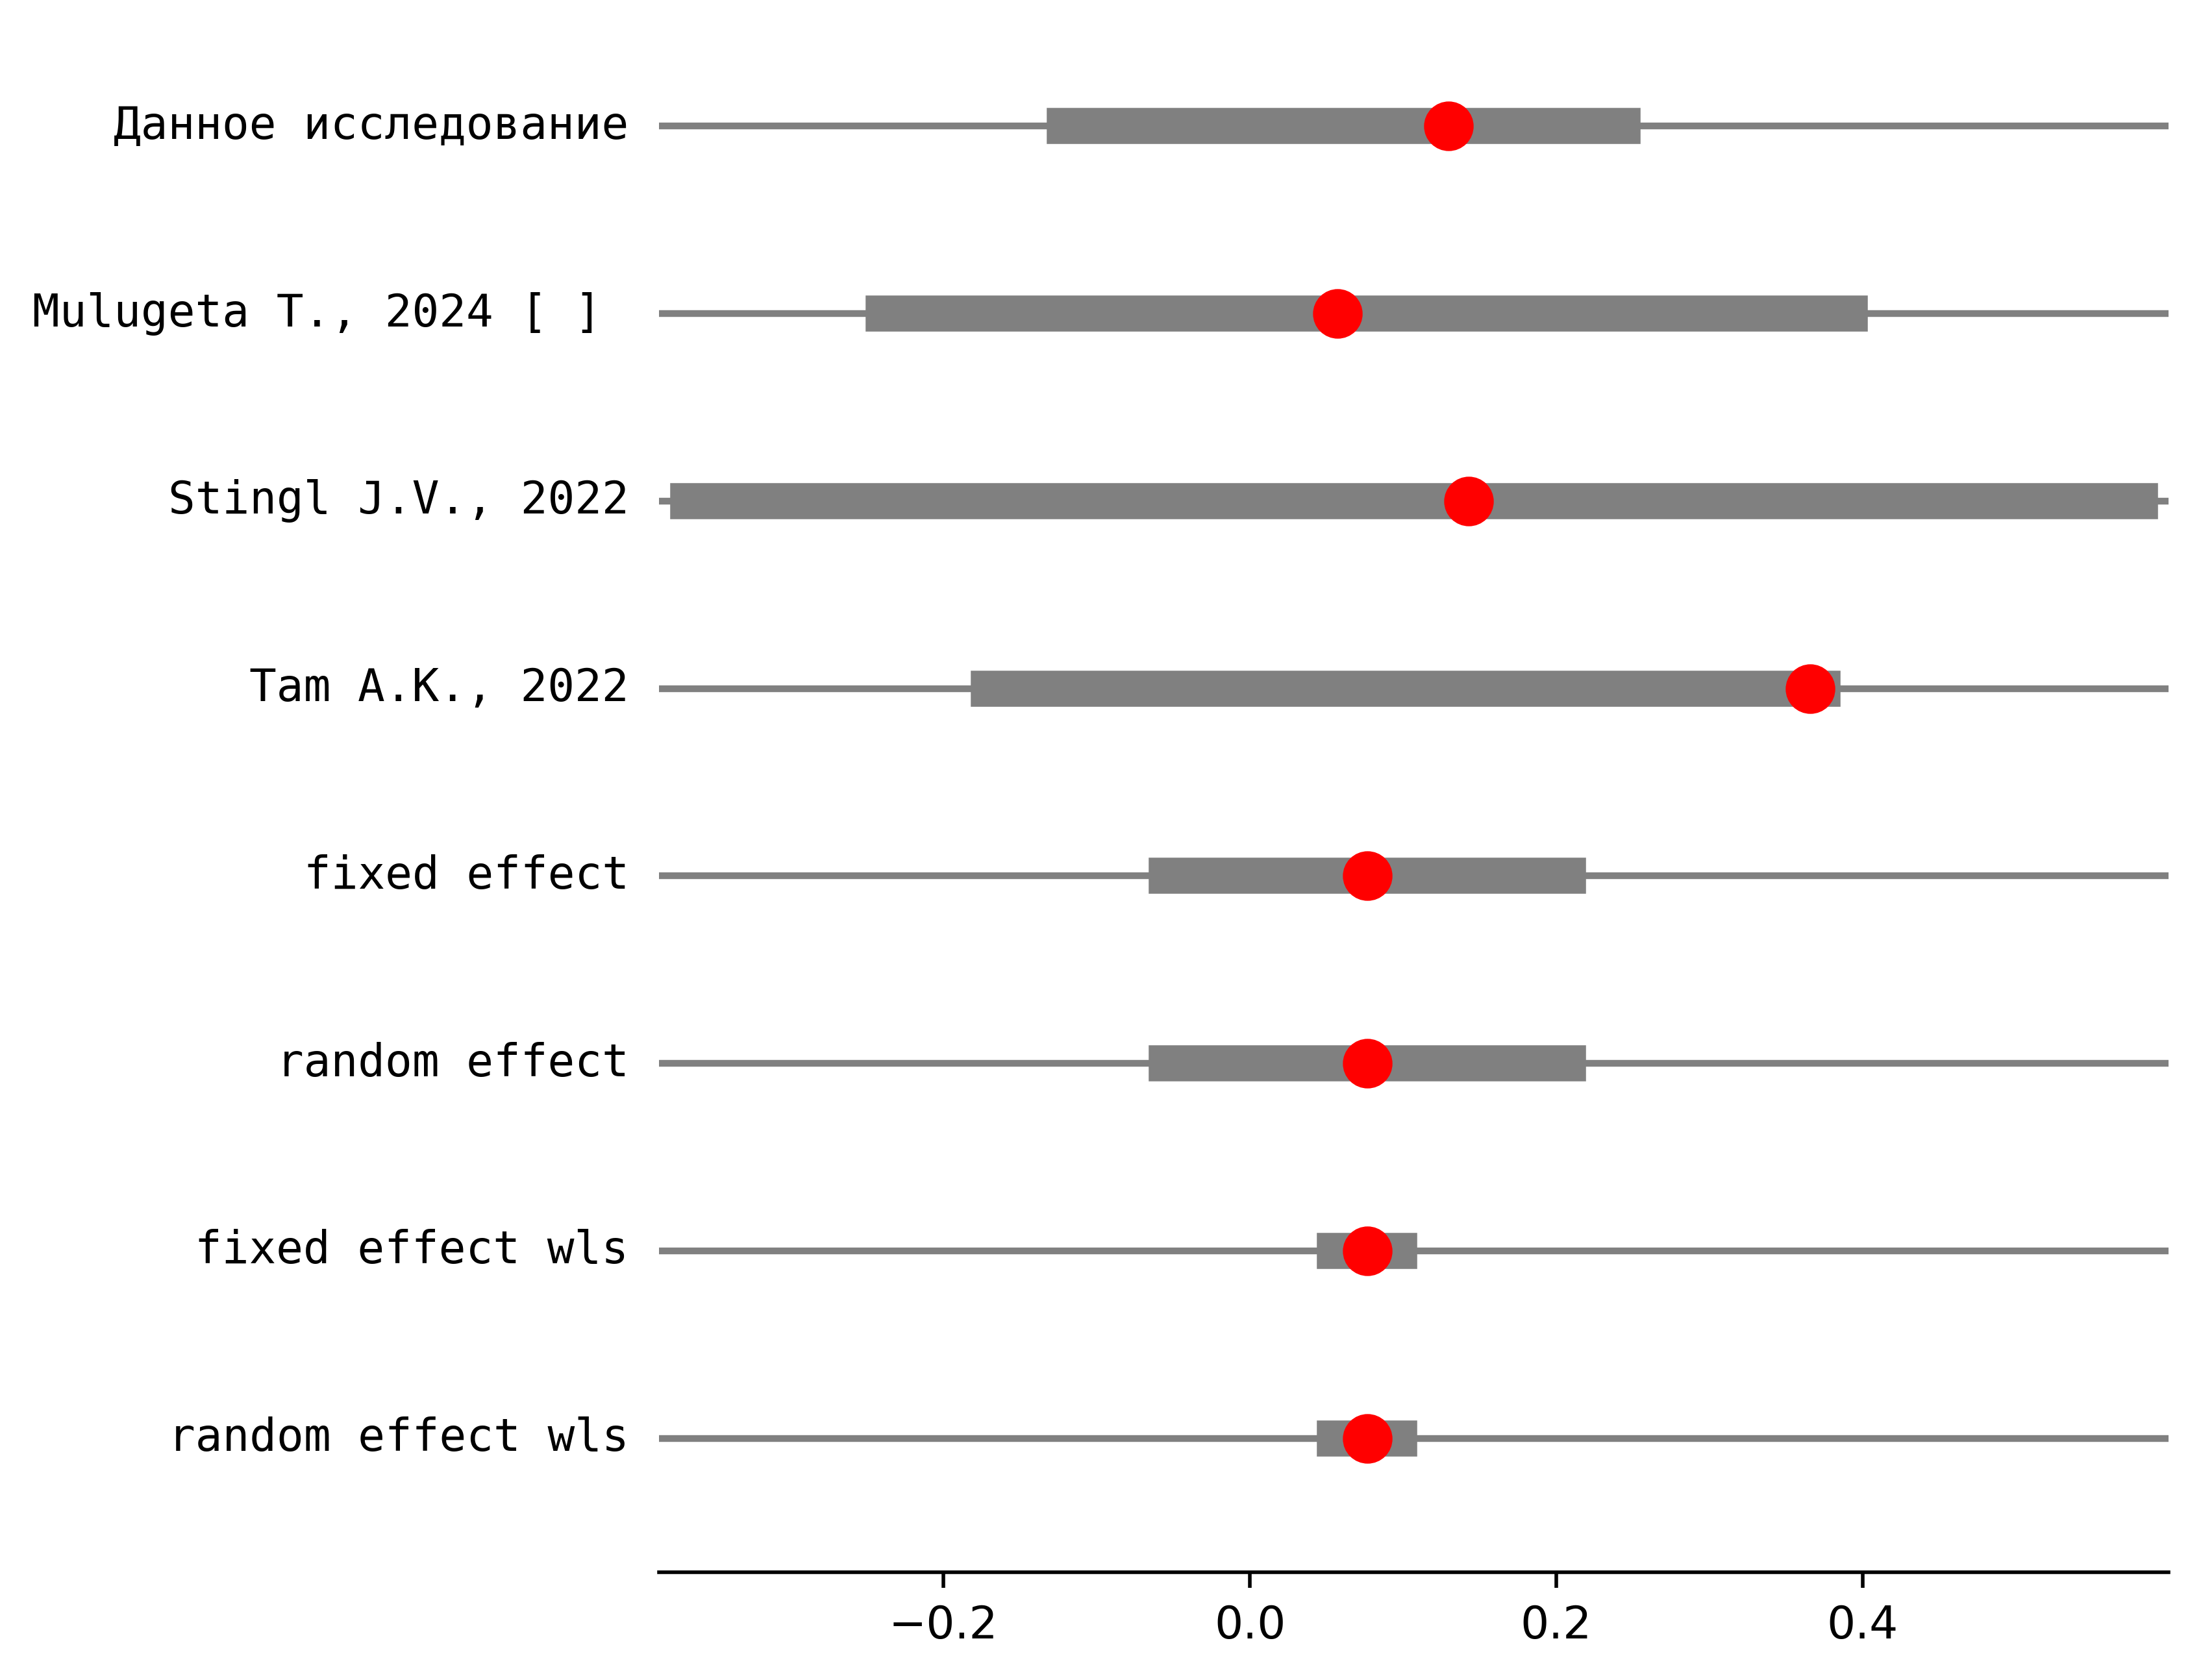 Данное исследование
Mulugeta T., 2024 [ ]
Stingl J.V., 2022
Tam A.K., 2022
fixed effect
random effect
fixed effect wls
random effect wls
−0.2 0.0 0.2 0.4